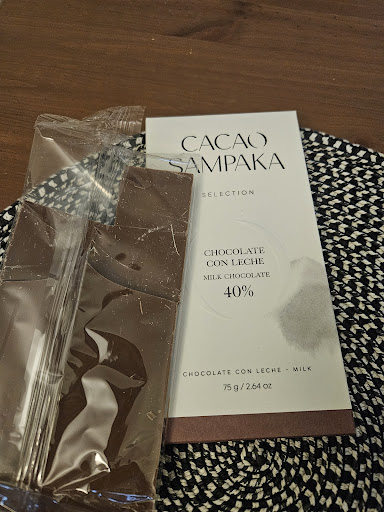 CACAO
SAMPAKA
SELECTION
CHOCOLATE
CON LECHE
MILK CHOCOLATE
40%
CHOCOLATE CON LECHE - MILK
75 g / 2.64 oz